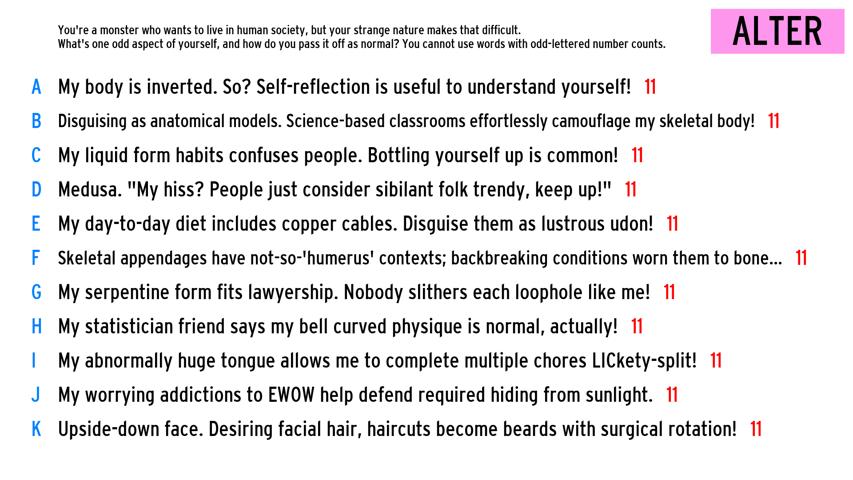 You're a monster who wants to live in human society, but your strange nature makes that difficult.
What's one odd aspect of yourself, and how do you pass it off as normal? You cannot use words with odd-lettered number counts.
ALTER
A My body is inverted. So? Self-reflection is useful to understand yourself! 11
B Disguising as anatomical models. Science-based classrooms effortlessly camouflage my skeletal body! 11
C My liquid form habits confuses people. Bottling yourself up is common! 11
D Medusa. "My hiss? People just consider sibilant folk trendy, keep up!" 11
E My day-to-day diet includes copper cables. Disguise them as lustrous udon! 11
F Skeletal appendages have not-so-'humerus' contexts; backbreaking conditions worn them to bone... 11
G My serpentine form fits lawyership. Nobody slithers each loophole like me! 11
H My statistician friend says my bell curved physique is normal, actually! 11
I My abnormally huge tongue allows me to complete multiple chores LICkety-split! 11
J My worrying addictions to EWOW help defend required hiding from sunlight. 11
K Upside-down face. Desiring facial hair, haircuts become beards with surgical rotation! 11